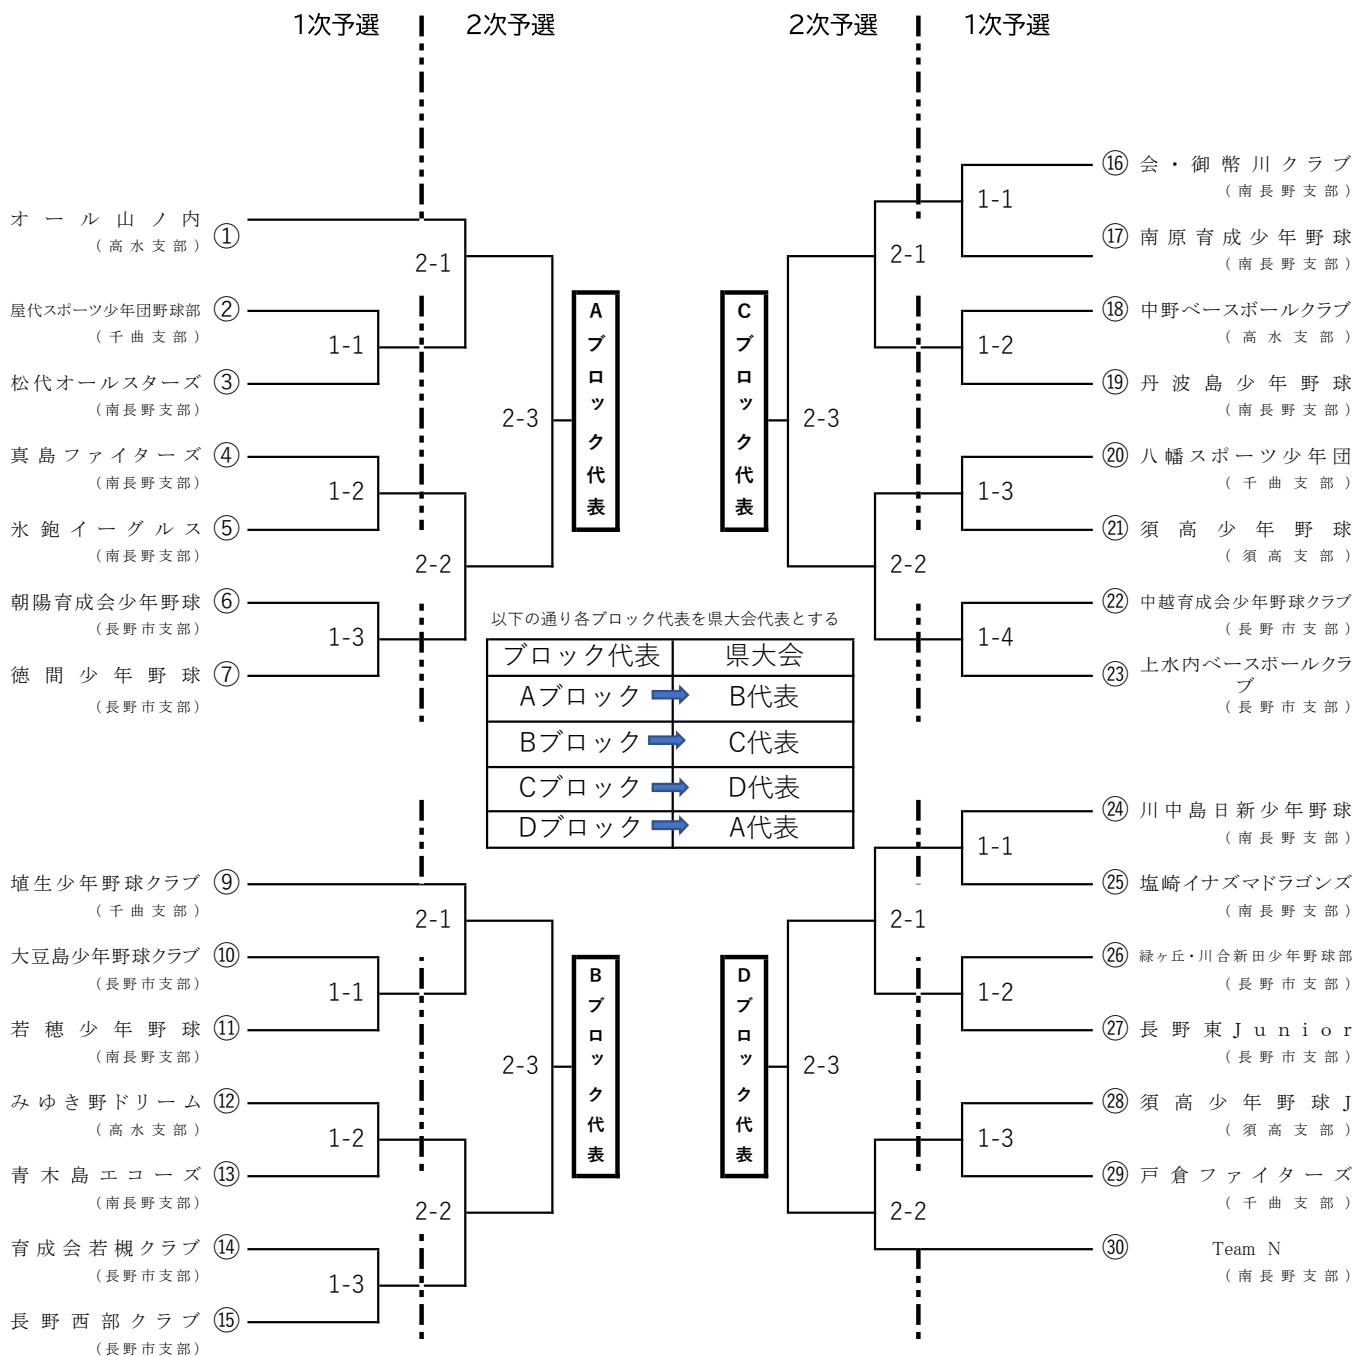 1次予選
2次予選
2次予選
1次予選
オール山ノ内
(高水支部)
①
屋代スポーツ少年団野球部 ②
(千曲支部)
松代オールスターズ ③
(南長野支部)
真島ファイターズ ④
(南長野支部)
氷鉋イーグルス ⑤
(南長野支部)
朝陽育成会少年野球 ⑥
(長野市支部)
徳間少年野球 ⑦
(長野市支部)
1-1
1-2
1-3
2-1
2-2
2-3
Aブロック代表
埴生少年野球クラブ ⑨
(千曲支部)
大豆島少年野球クラブ ⑩
(長野市支部)
若穂少年野球 ⑪
(南長野支部)
みゆき野ドリーム ⑫
(高水支部)
青木島エコーズ ⑬
(南長野支部)
育成会若槻クラブ ⑭
(長野市支部)
長野西部クラブ ⑮
(長野市支部)
1-1
1-2
1-3
2-1
2-2
2-3
Bブロック代表
以下の通り各ブロック代表を県大会代表とする
ブロック代表 県大会
Aブロック B代表
Bブロック C代表
Cブロック D代表
Dブロック A代表
Cブロック代表
2-3
2-1
2-2
1-1
1-2
1-3
1-4
⑯ 会・御幣川クラブ
(南長野支部)
⑰ 南原育成少年野球
(南長野支部)
⑱ 中野ベースボールクラブ
(高水支部)
⑲ 丹波島少年野球
(南長野支部)
⑳ 八幡スポーツ少年団
(千曲支部)
㉑ 須高少年野球
(須高支部)
㉒ 中越育成会少年野球クラブ
(長野市支部)
㉓ 上水内ベースボールクラ
ブ
(長野市支部)
Dブロック代表
2-3
2-1
2-2
1-1
1-2
1-3
㉔ 川中島日新少年野球
(南長野支部)
㉕ 塩崎イナズマドラゴンズ
(南長野支部)
㉖ 緑ヶ丘・川合新田少年野球部
(長野市支部)
㉗ 長野東Junior
(長野市支部)
㉘ 須高少年野球J
(須高支部)
㉙ 戸倉ファイターズ
(千曲支部)
㉚ Team N
(南長野支部)